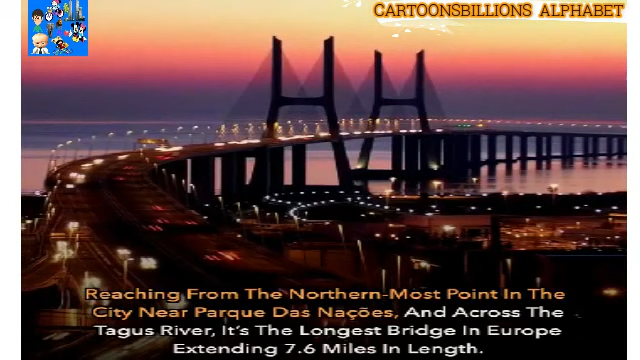 CARTOONSBILLIONS ALPHABET
Reaching From The Northern-Most Point In The
City Near Parque Das Nações, And Across The
Tagus River, It's The Longest Bridge In Europe
Extending 7.6 Miles In Length.